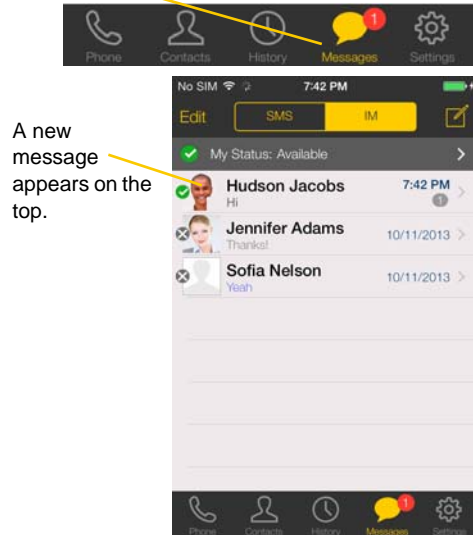 1
Phone Contacts History Messages Settings
No SIM 7:42 PM
Edit SMS IM
My Status: Available
A new
message
appears on the
top.
Hudson Jacobs 7:42 PM
Hi 1
Jennifer Adams 10/11/2013
Thanks!
Sofia Nelson 10/11/2013
Yeah
1
Phone Contacts History Messages Settings